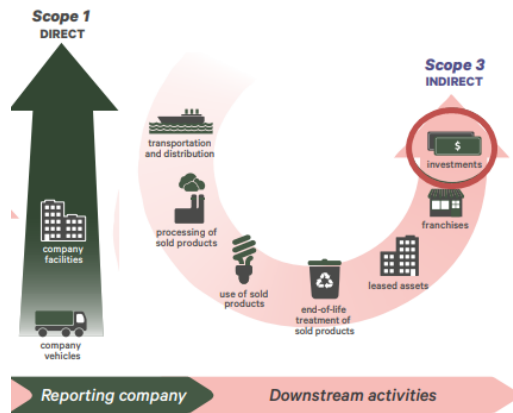 Scope 1
DIRECT
company
facilities
company
vehicles
Scope 3
INDIRECT
transportation
and distribution
processing of
sold products
use of sold
products
end-of-life
treatment of
sold products
leased assets
franchises
$
investments
Reporting company
Downstream activities